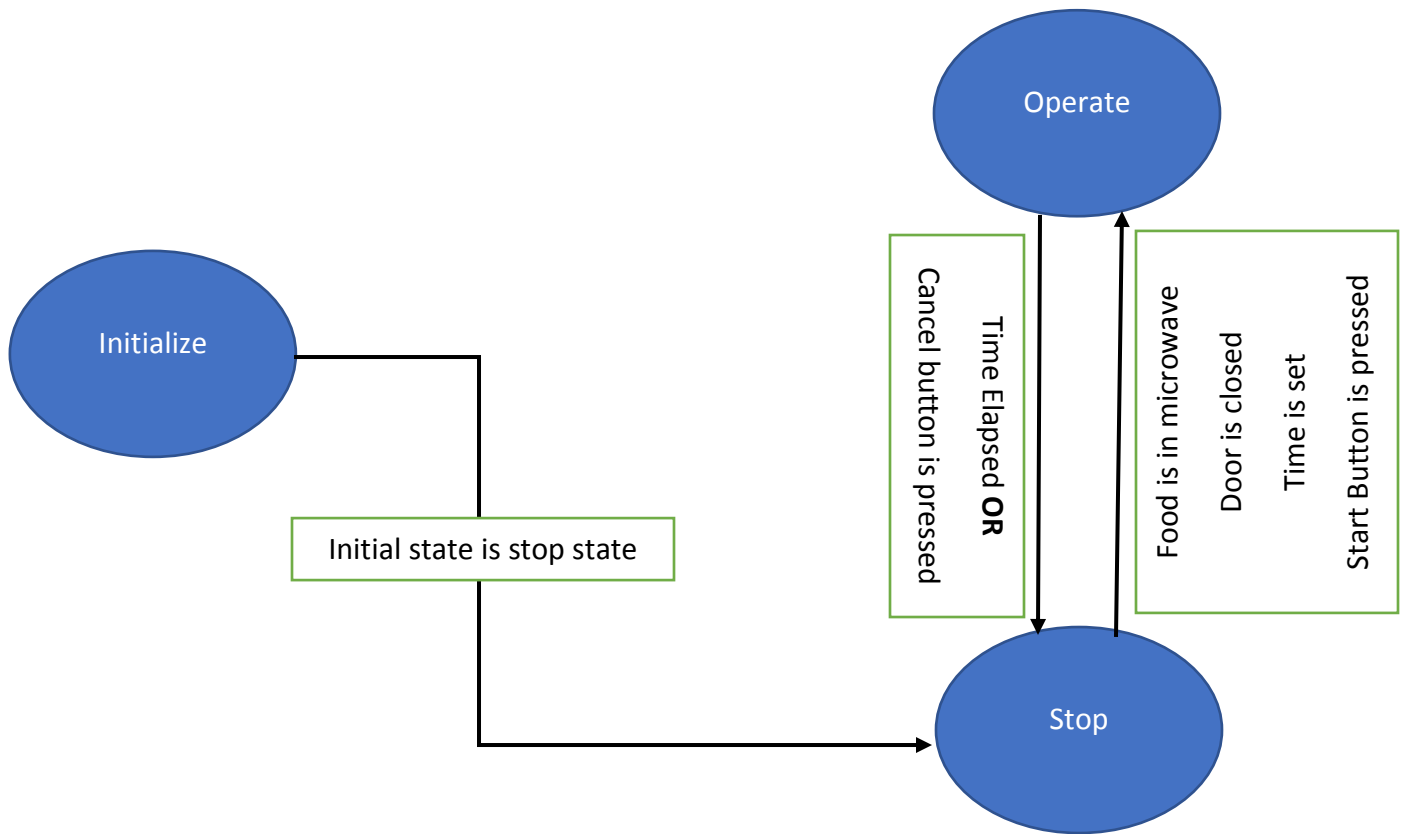 Operate
Initialize
Time Elapsed OR
Cancel button is pressed
Food is in microwave
Door is closed
Time is set
Start Button is pressed
Initial state is stop state
Stop